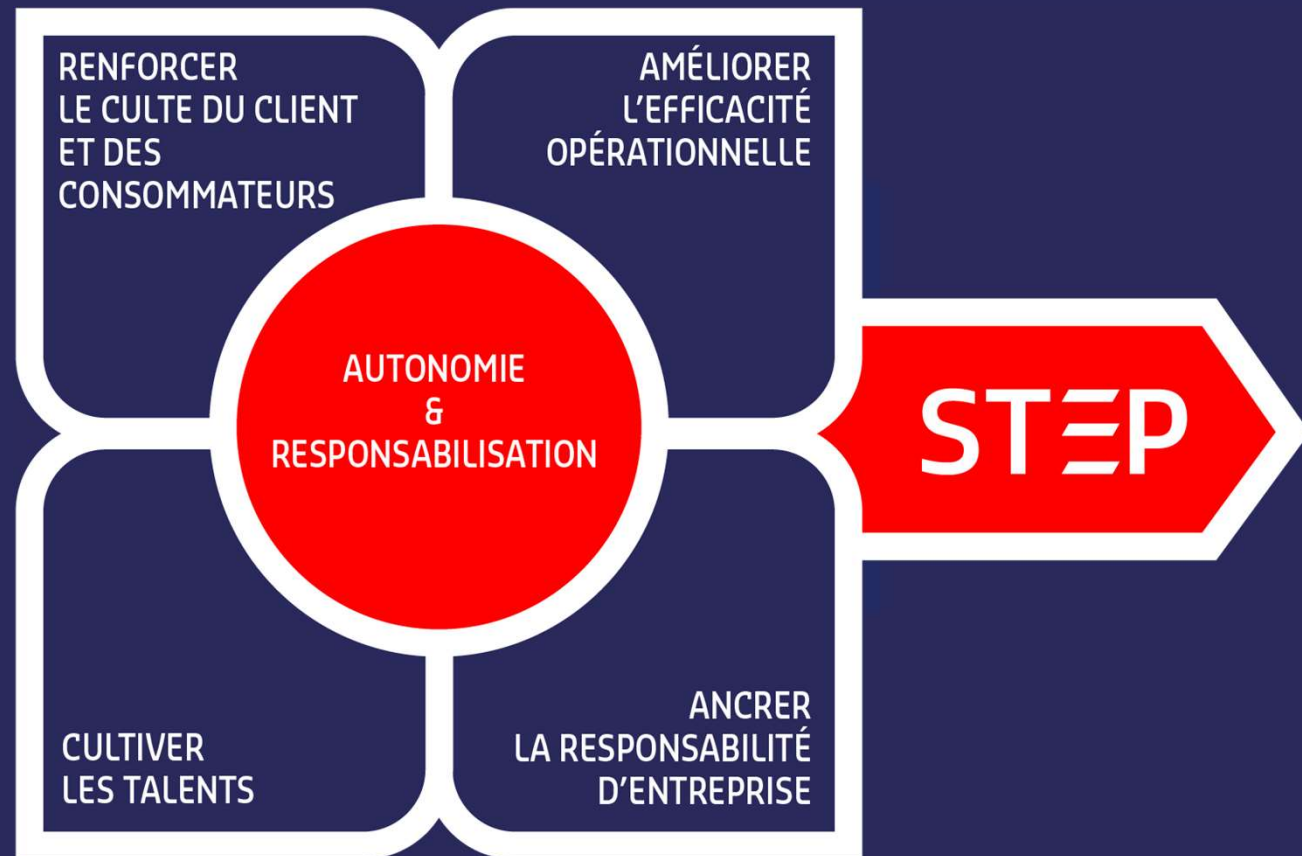 RENFORCER
LE CULTE DU CLIENT
ET DES
CONSOMMATEURS
AMÉLIORER
L'EFFICACITÉ
OPÉRATIONNELLE
AUTONOMIE
&
RESPONSABILISATION
STEP
CULTIVER
LES TALENTS
ANCRER
LA RESPONSABILITÉ
D'ENTREPRISE